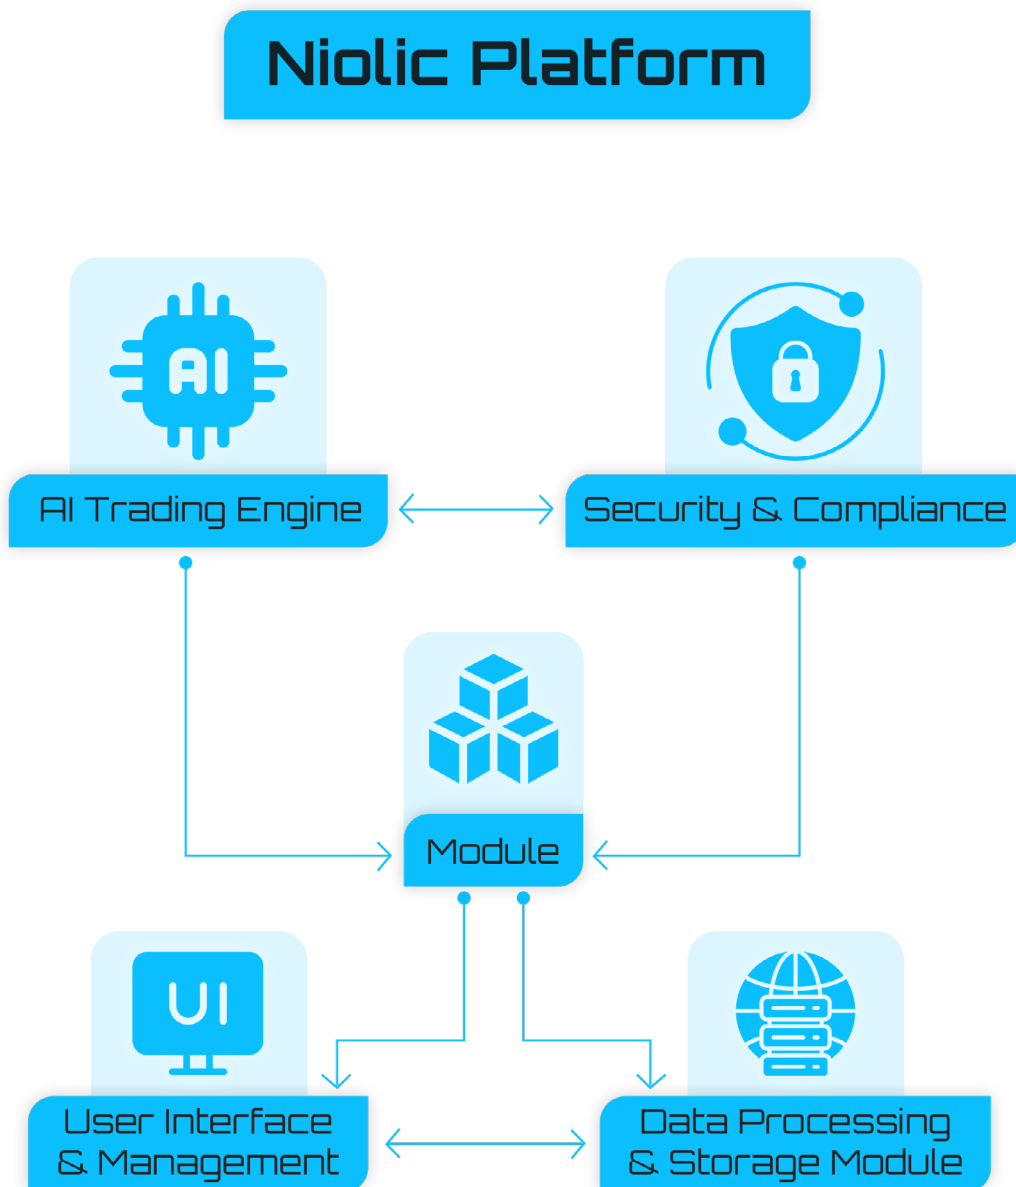 Niolic Platform
AI
AI Trading Engine
Security & Compliance
Module
UI
User Interface
& Management
Data Processing
& Storage Module